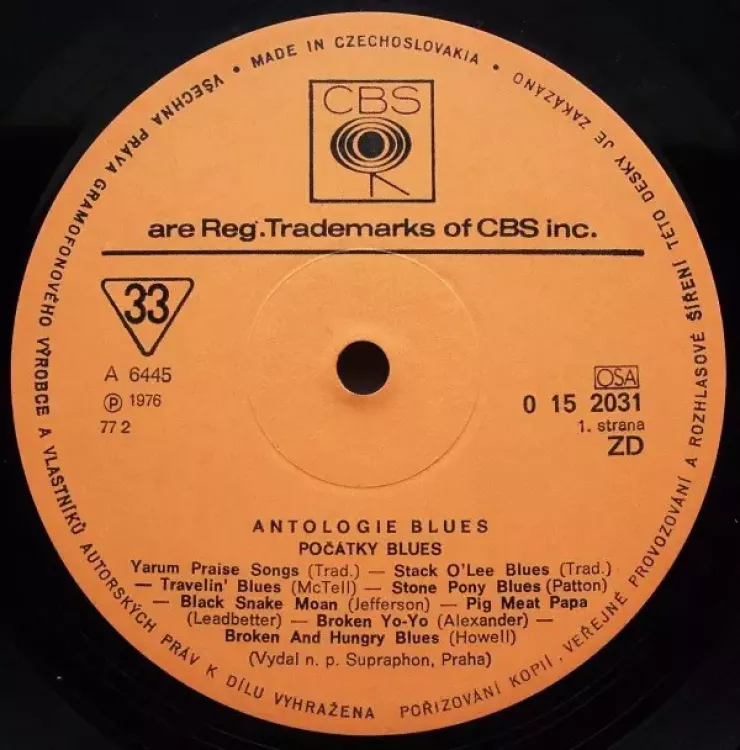 • MADE IN CZECHOSLOVAKIA •
VŠECHNA PRÁVA GRAMOFONOVÉHO VÝROBCE A VLASTNÍKŮ AUTORSKÝCH PRÁV K DÍLU VYHRAŽENA
POŘIZOVÁNÍ KOPIÍ, VEŘEJNÉ PROVOZOVÁNÍ A ROZHLASOVÉ ŠÍŘENÍ TÉTO DESKY JE ZAKÁZÁNO
CBS
are Reg.Trademarks of CBS inc.
33
A 6445
Ⓟ 1976
77 2
OSA
0 15 2031
1. strana
ZD
ANTOLOGIE BLUES
POČÁTKY BLUES
Yarum Praise Songs (Trad.) — Stack O'Lee Blues (Trad.)
— Travelin' Blues (McTell) — Stone Pony Blues (Patton)
— Black Snake Moan (Jefferson) — Pig Meat Papa
(Leadbetter) — Broken Yo-Yo (Alexander) —
Broken And Hungry Blues (Howell)
(Vydal n. p. Supraphon, Praha)